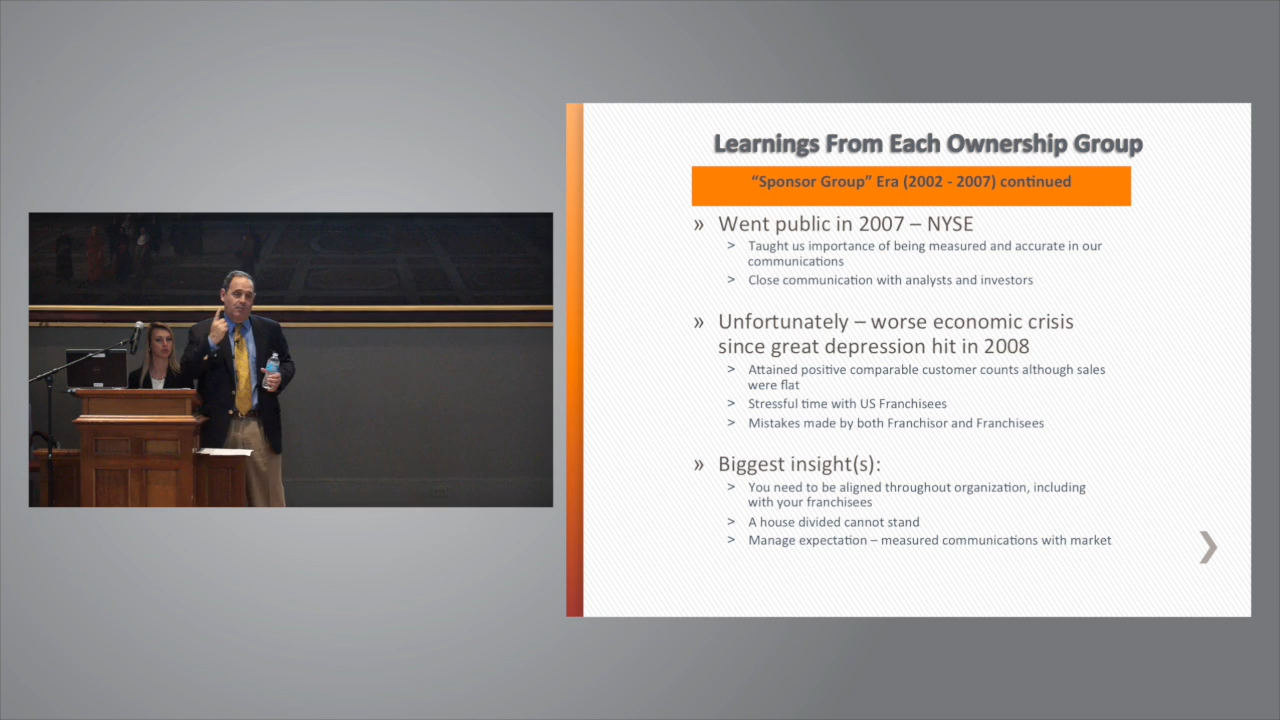 Learnings From Each Ownership Group
“Sponsor Group” Era (2002 - 2007) continued
» Went public in 2007 – NYSE
> Taught us importance of being measured and accurate in our
communications
> Close communication with analysts and investors
» Unfortunately – worse economic crisis
since great depression hit in 2008
> Attained positive comparable customer counts although sales
were flat
> Stressful time with US Franchisees
> Mistakes made by both Franchisor and Franchisees
» Biggest insight(s):
> You need to be aligned throughout organization, including
with your franchisees
> A house divided cannot stand
> Manage expectation – measured communications with market